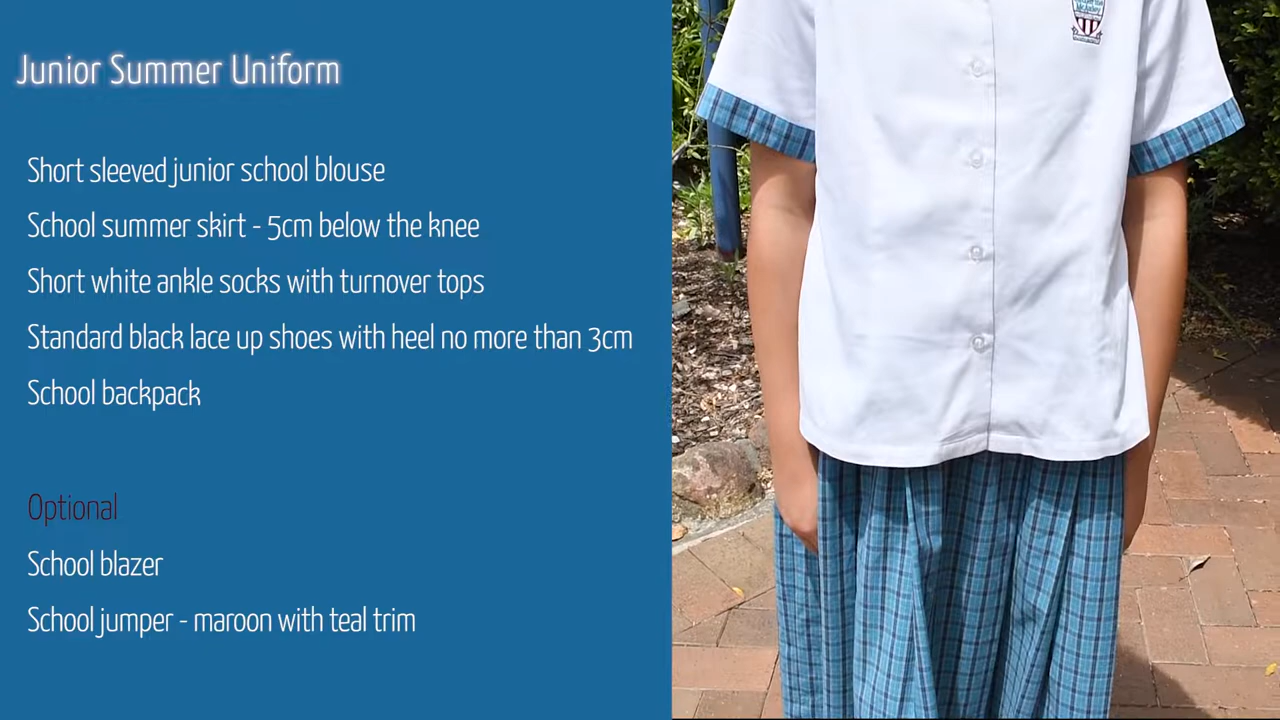 Junior Summer Uniform
Short sleeved junior school blouse
School summer skirt - 5cm below the knee
Short white ankle socks with turnover tops
Standard black lace up shoes with heel no more than 3cm
School backpack
Optional
School blazer
School jumper - maroon with teal trim